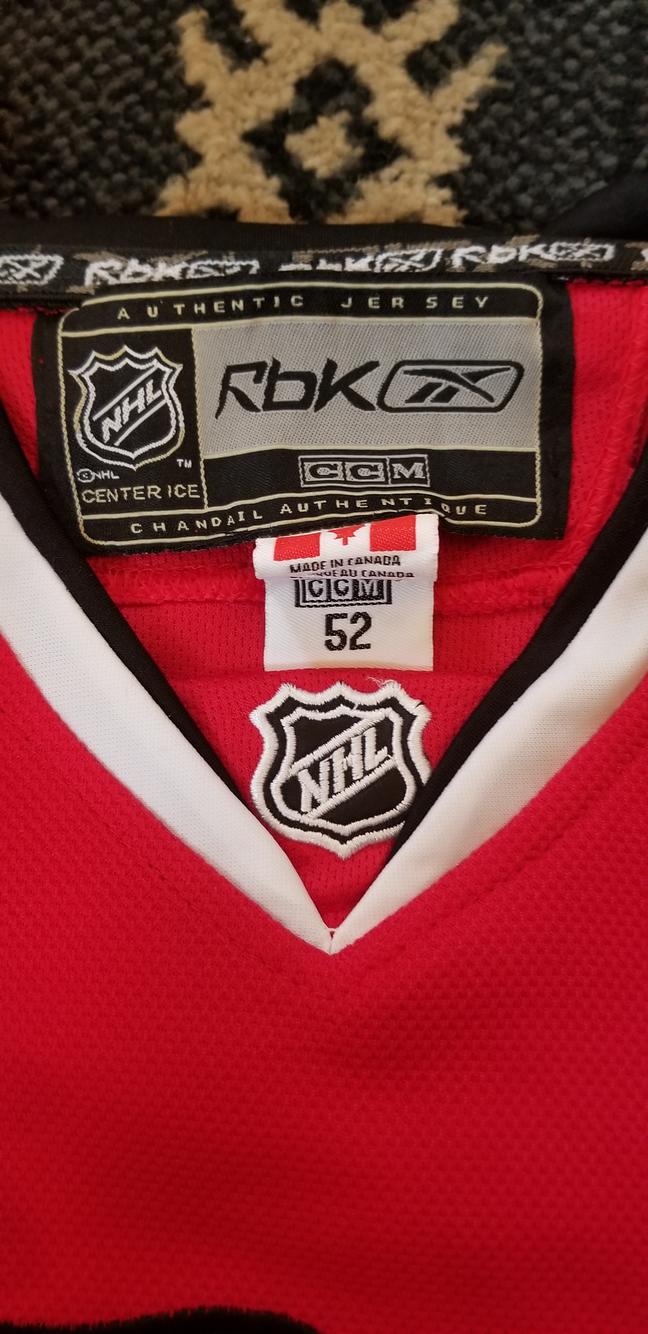 RbK RbK RbK
AUTHENTIC JERSEY
NHL
RbK
CCM
©NHL TM
CENTER ICE
CHANDAIL AUTHENTIQUE
MADE IN CANADA
CANADA
CCM
52
NHL